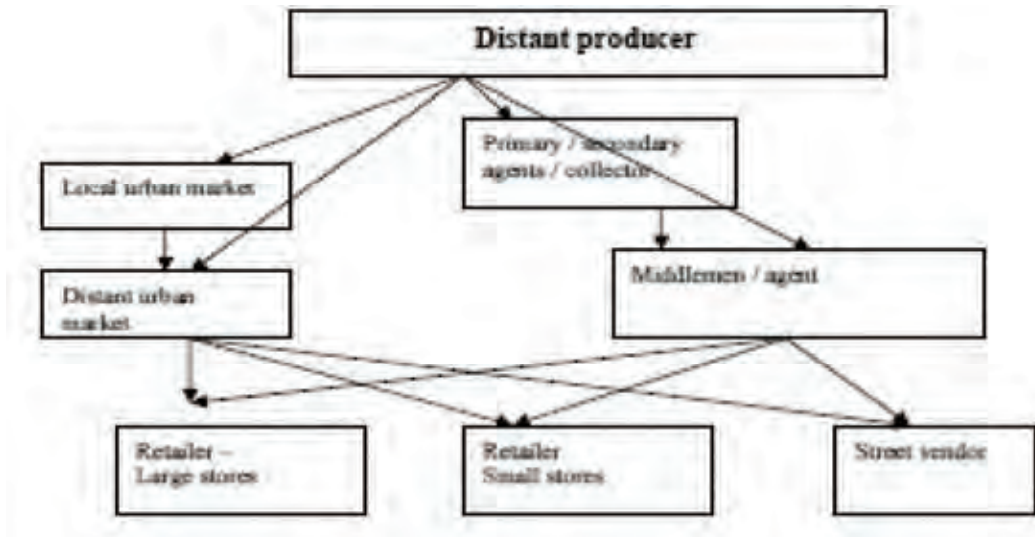 Distant producer
Primary / secondary
agents / collector
Local urban market
Middlemen / agent
Distant urban
market
Retailer –
Large stores
Retailer
Small stores
Street vendor